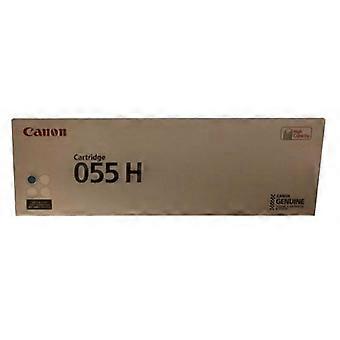 Canon
High
Capacity
Cartridge
055 H
CANON
GENUINE